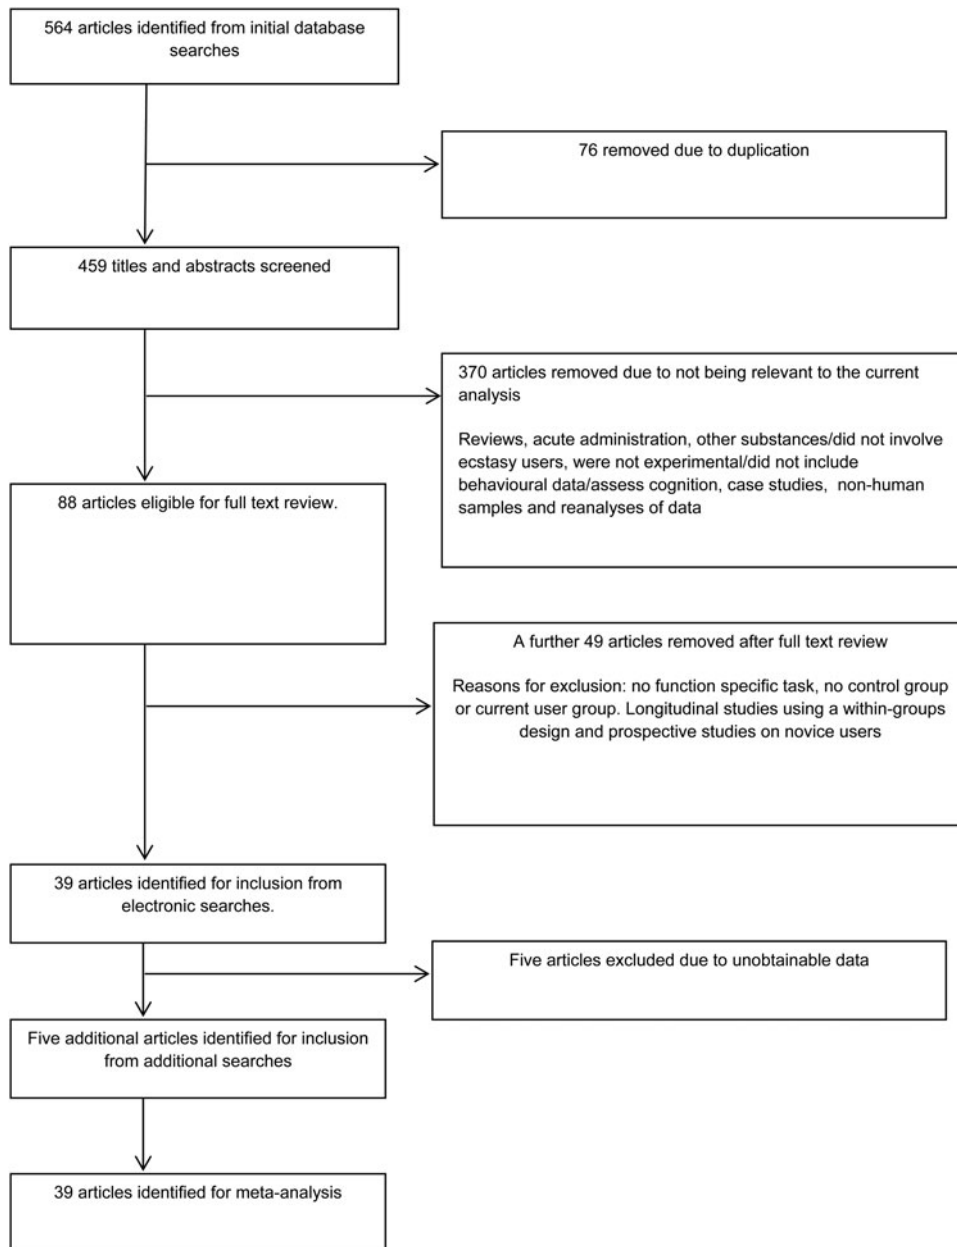 564 articles identified from initial database
searches
76 removed due to duplication
459 titles and abstracts screened
370 articles removed due to not being relevant to the current
analysis
Reviews, acute administration, other substances/did not involve
ecstasy users, were not experimental/did not include
behavioural data/assess cognition, case studies, non-human
samples and reanalyses of data
88 articles eligible for full text review.
A further 49 articles removed after full text review
Reasons for exclusion: no function specific task, no control group
or current user group. Longitudinal studies using a within-groups
design and prospective studies on novice users
39 articles identified for inclusion from
electronic searches.
Five articles excluded due to unobtainable data
Five additional articles identified for inclusion
from additional searches
39 articles identified for meta-analysis